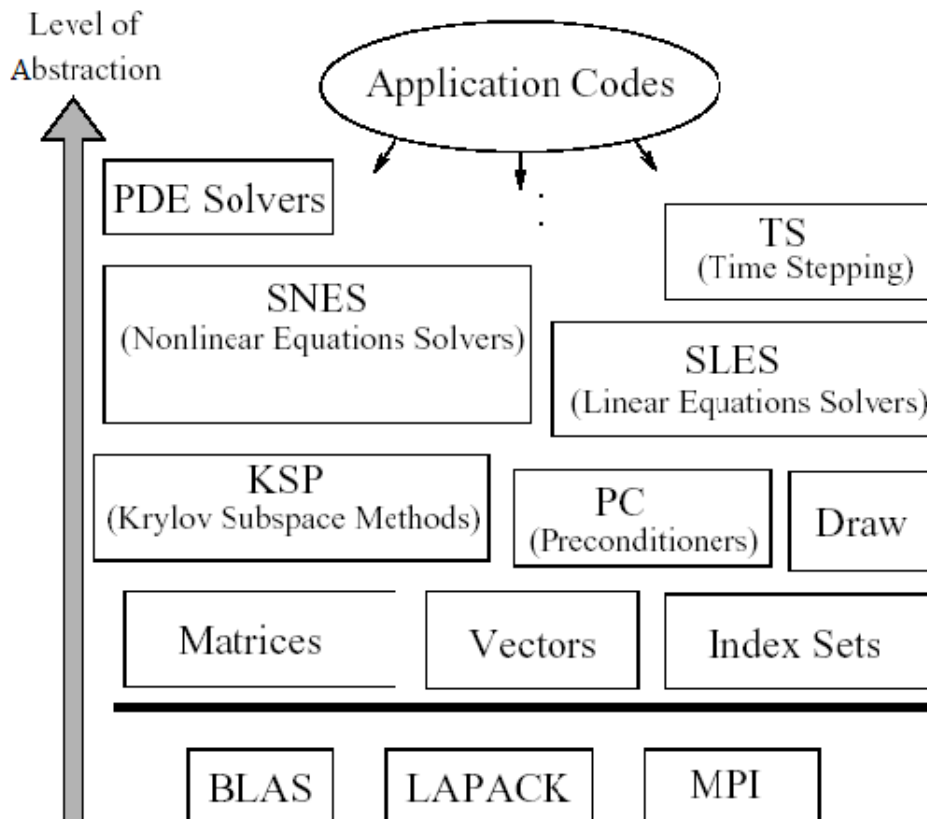 Level of
Abstraction
Application Codes
PDE Solvers
TS
(Time Stepping)
SNES
(Nonlinear Equations Solvers)
SLES
(Linear Equations Solvers)
KSP
(Krylov Subspace Methods)
PC
(Preconditioners)
Draw
Matrices
Vectors
Index Sets
BLAS
LAPACK
MPI